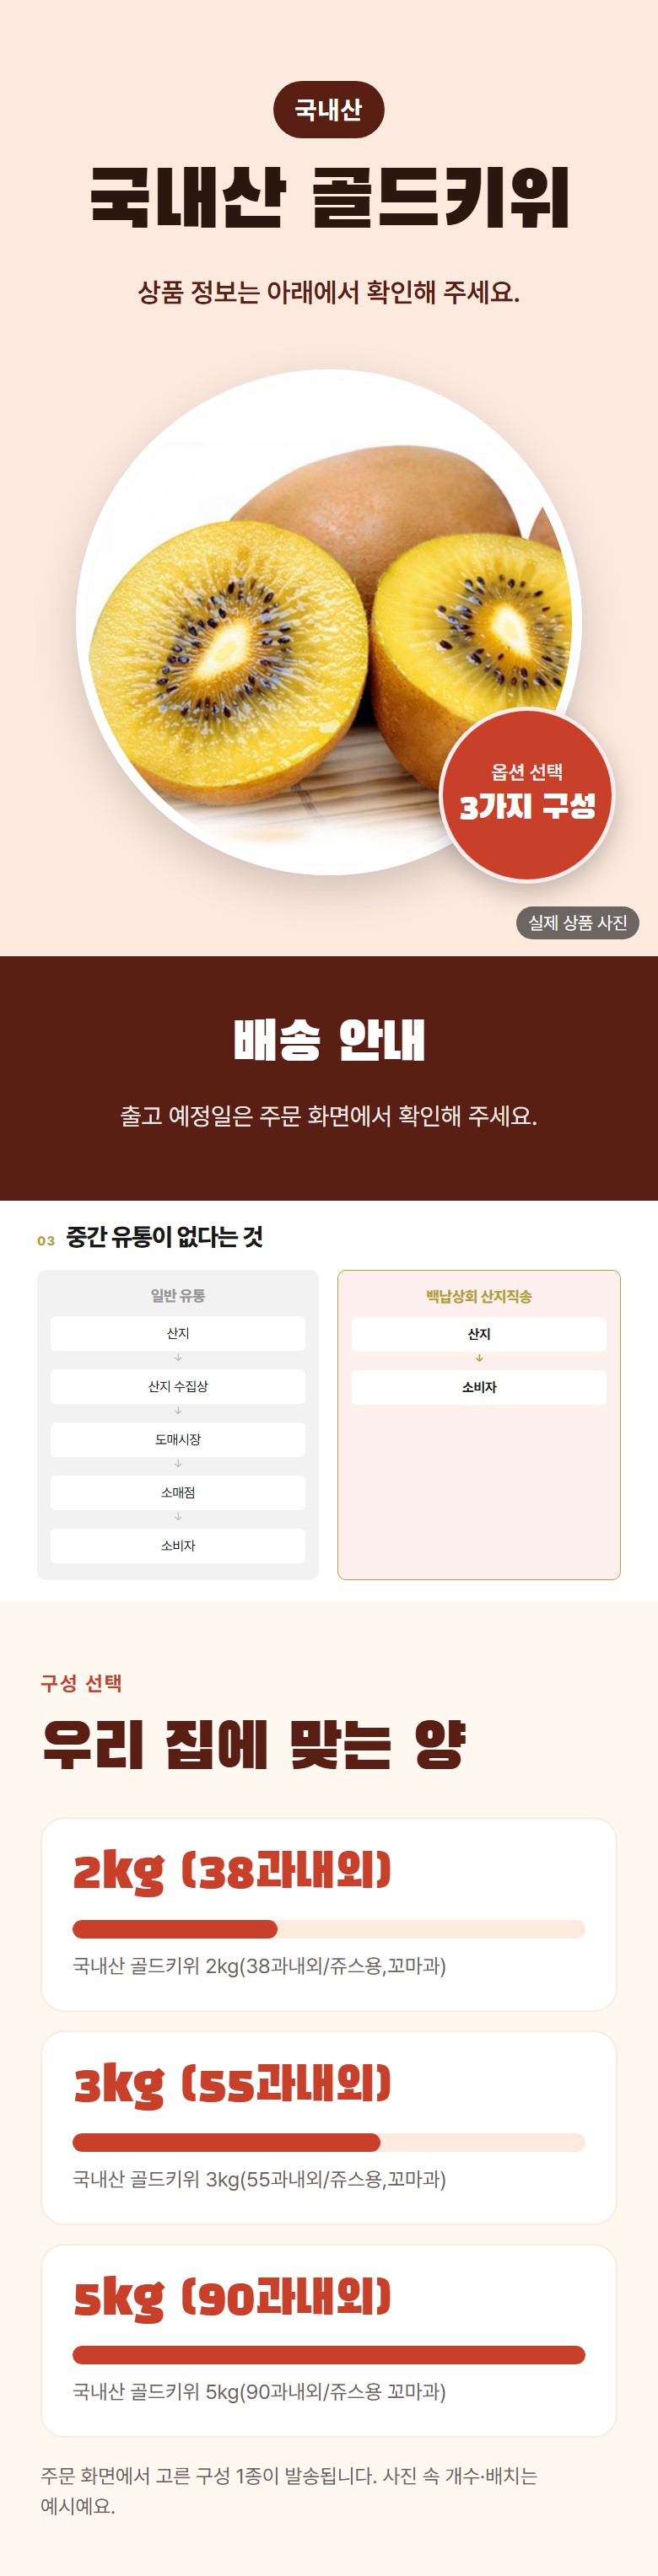 국내산
국내산 골드키위
상품 정보는 아래에서 확인해 주세요.
옵션 선택
3가지 구성
실제 상품 사진
배송 안내
출고 예정일은 주문 화면에서 확인해 주세요.
03 중간 유통이 없다는 것
일반 유통
산지
↓
산지 수집상
↓
도매시장
↓
소매점
↓
소비자
백납상회 산지직송
산지
↓
소비자
구성 선택
우리 집에 맞는 양
2kg (38과내외)
국내산 골드키위 2kg(38과내외/쥬스용,꼬마과)
3kg (55과내외)
국내산 골드키위 3kg(55과내외/쥬스용,꼬마과)
5kg (90과내외)
국내산 골드키위 5kg(90과내외/쥬스용 꼬마과)
주문 화면에서 고른 구성 1종이 발송됩니다. 사진 속 개수·배치는
예시예요.